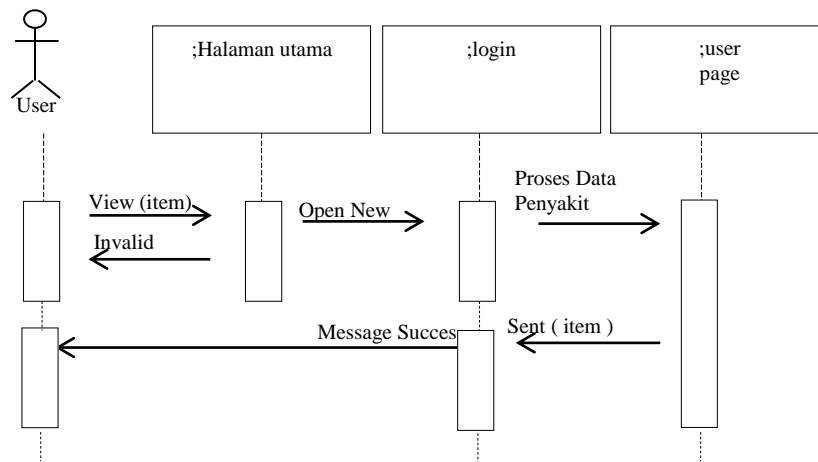 ;Halaman utama
;login
;user
page
User
View (item)
Open New
Proses Data
Penyakit
Invalid
Message Succes
Sent ( item )